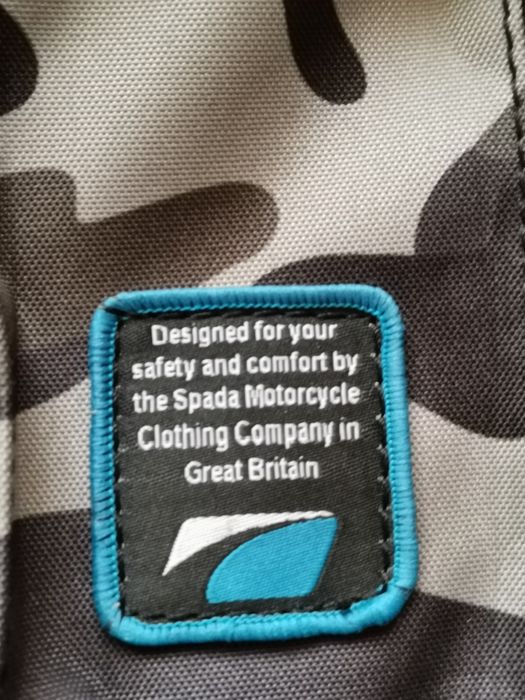 Designed for your
safety and comfort by
the Spada Motorcycle
Clothing Company in
Great Britain